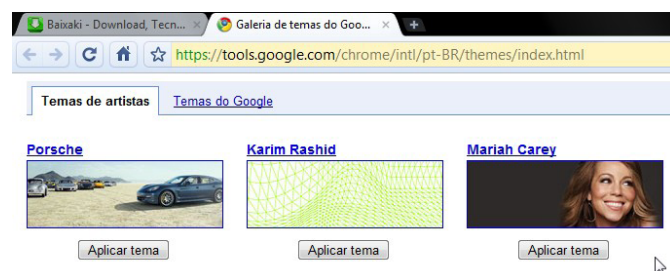 Baixaki - Download, Tecn...
Galeria de temas do Goo...
https://tools.google.com/chrome/intl/pt-BR/themes/index.html
Temas de artistas Temas do Google
Porsche Karim Rashid Mariah Carey
Aplicar tema Aplicar tema Aplicar tema